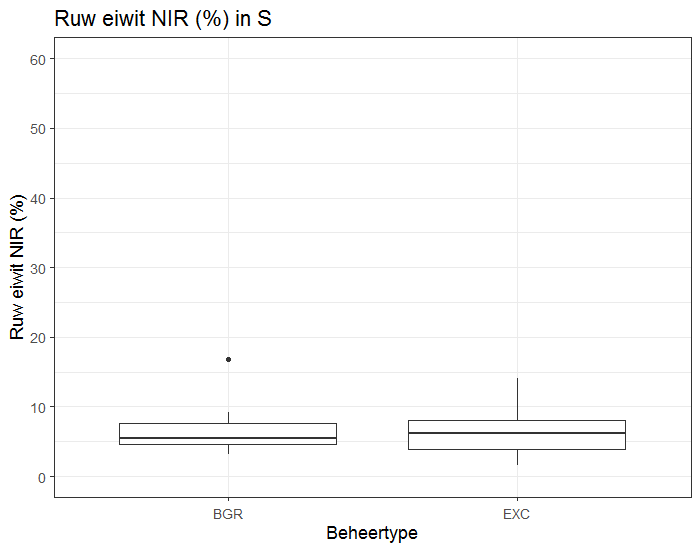 Ruw eiwit NIR (%) in S
Ruw eiwit NIR (%)
60
50
40
30
20
10
0
BGR
EXC
Beheertype